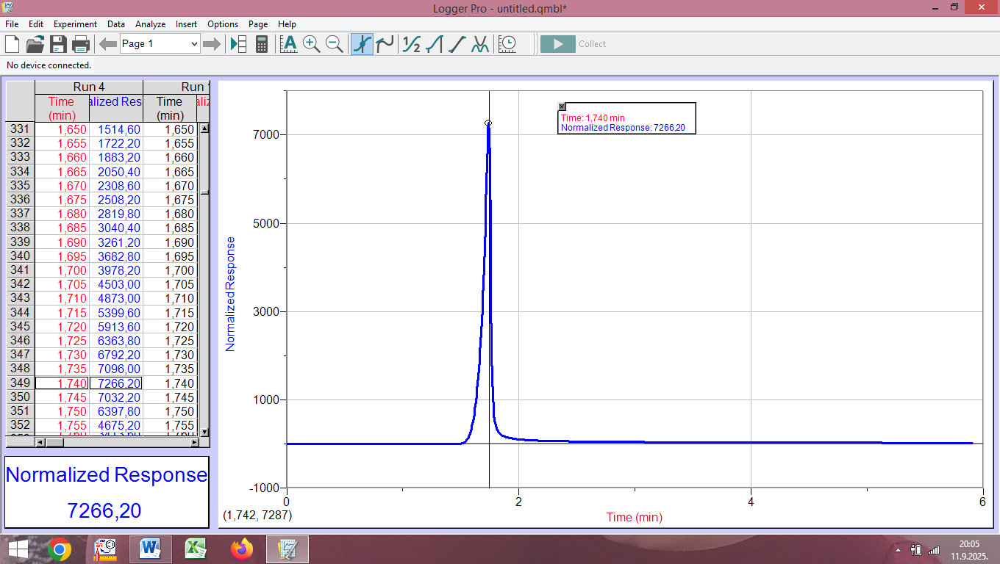 Logger Pro - untitled.qmbl*
File Edit Experiment Data Analyze Insert Options Page Help
Page 1
Collect
No device connected.
Run 4
Time (min)
alized Res
Time (min)
331 1,650 1514,60 1,650
332 1,655 1722,20 1,655
333 1,660 1883,20 1,660
334 1,665 2050,40 1,665
335 1,670 2308,60 1,670
336 1,675 2508,20 1,675
337 1,680 2819,80 1,680
338 1,685 3040,40 1,685
339 1,690 3261,20 1,690
340 1,695 3682,80 1,695
341 1,700 3978,20 1,700
342 1,705 4503,00 1,705
343 1,710 4873,00 1,710
344 1,715 5399,60 1,715
345 1,720 5913,60 1,720
346 1,725 6363,80 1,725
347 1,730 6792,20 1,730
348 1,735 7096,00 1,735
349 1,740 7266,20 1,740
350 1,745 7032,20 1,745
351 1,750 6397,80 1,750
352 1,755 4675,20 1,755
Normalized Response
7266,20
Time: 1,740 min
Normalized Response: 7266,20
7000
5000
3000
1000
-1000
Normalized Response
0 2 4 6
(1,742, 7287)
Time (min)
20:05
11.9.2025.